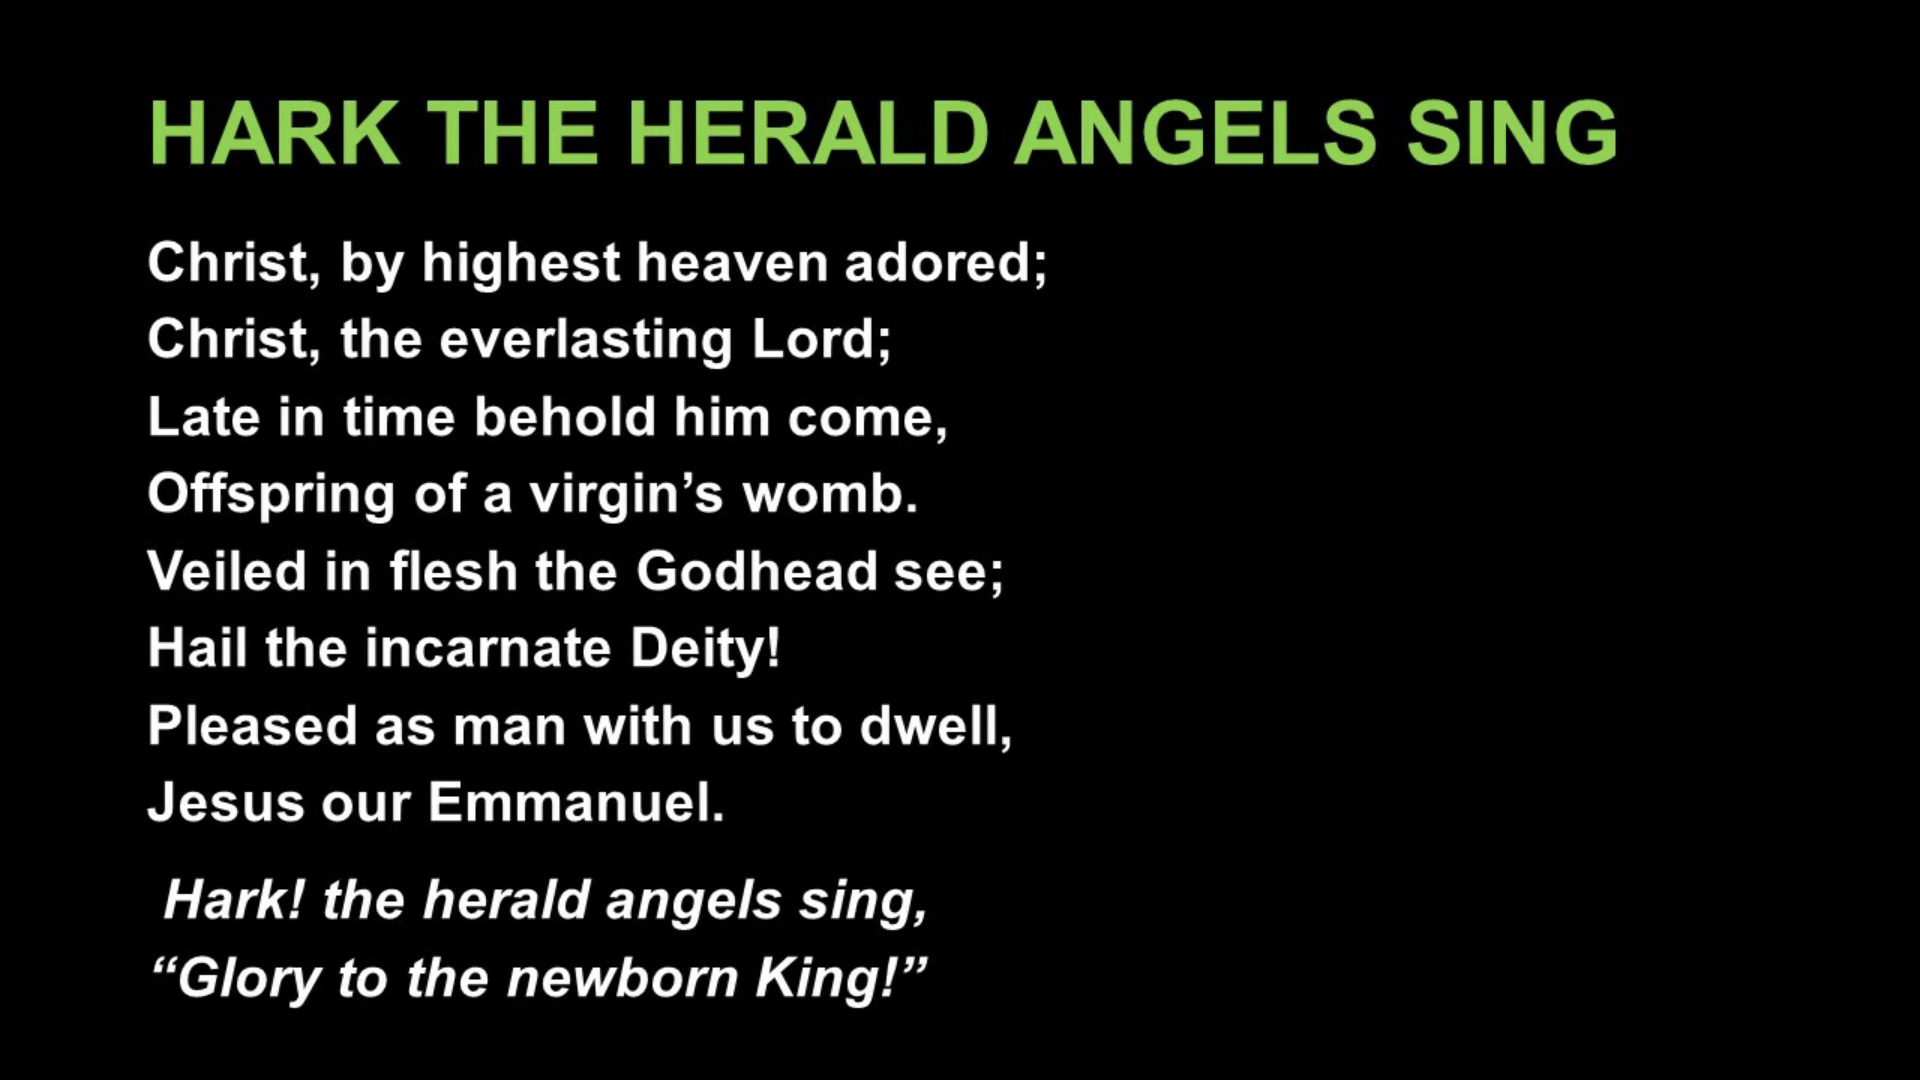 HARK THE HERALD ANGELS SING
Christ, by highest heaven adored;
Christ, the everlasting Lord;
Late in time behold him come,
Offspring of a virgin’s womb.
Veiled in flesh the Godhead see;
Hail the incarnate Deity!
Pleased as man with us to dwell,
Jesus our Emmanuel.
Hark! the herald angels sing,
“Glory to the newborn King!”